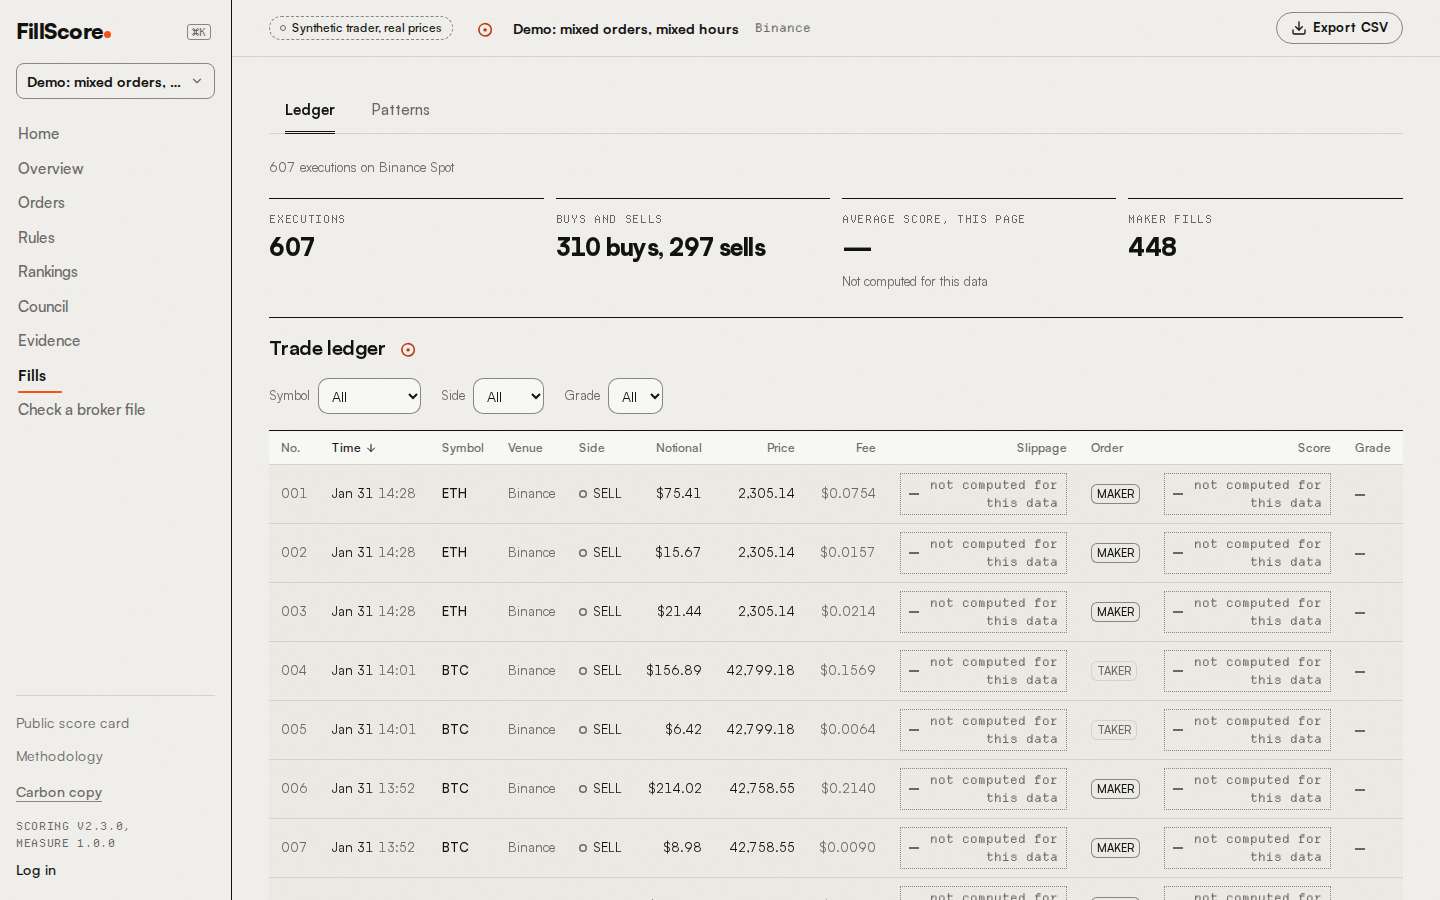 FillScore
⌘K
Demo: mixed orders, ...
Home
Overview
Orders
Rules
Rankings
Council
Evidence
Fills
Check a broker file
Public score card
Methodology
Carbon copy
SCORING V2.3.0,
MEASURE 1.0.0
Log in
Synthetic trader, real prices
Demo: mixed orders, mixed hours Binance
Export CSV
Ledger Patterns
607 executions on Binance Spot
EXECUTIONS
607
BUYS AND SELLS
310 buys, 297 sells
AVERAGE SCORE, THIS PAGE
—
Not computed for this data
MAKER FILLS
448
Trade ledger
Symbol All Side All Grade All
No. Time ↓ Symbol Venue Side Notional Price Fee Slippage Order Score Grade
001 Jan 31 14:28 ETH Binance SELL $75.41 2,305.14 $0.0754 — not computed for this data MAKER — not computed for this data —
002 Jan 31 14:28 ETH Binance SELL $15.67 2,305.14 $0.0157 — not computed for this data MAKER — not computed for this data —
003 Jan 31 14:28 ETH Binance SELL $21.44 2,305.14 $0.0214 — not computed for this data MAKER — not computed for this data —
004 Jan 31 14:01 BTC Binance SELL $156.89 42,799.18 $0.1569 — not computed for this data TAKER — not computed for this data —
005 Jan 31 14:01 BTC Binance SELL $6.42 42,799.18 $0.0064 — not computed for this data TAKER — not computed for this data —
006 Jan 31 13:52 BTC Binance SELL $214.02 42,758.55 $0.2140 — not computed for this data MAKER — not computed for this data —
007 Jan 31 13:52 BTC Binance SELL $8.98 42,758.55 $0.0090 — not computed for this data MAKER — not computed for this data —
not computed for not computed for